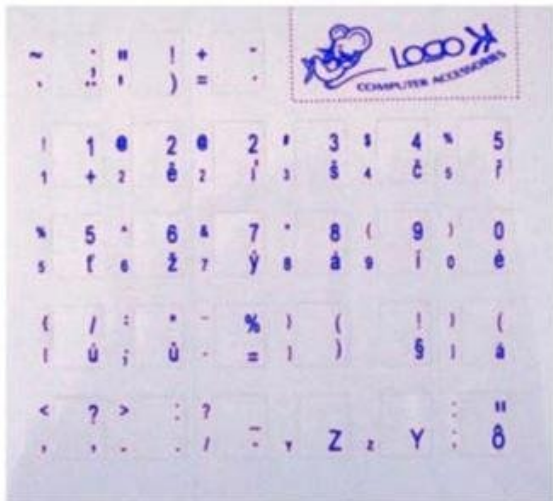 ~ · " ! + -
LOGO K
COMPUTER ACCESSORIES
' ) = ·
! 1 @ 2 @ 2 # 3 $ 4 % 5
1 + 2 ě 2 í 3 š 4 č 5 ř
% 5 ^ 6 & 7 * 8 ( 9 ) 0
5 ť 6 ž 7 ý 8 á 9 í 0 é
{ / : " - % } ( ! } (
[ ú ; ů - = ] ) § ] ä
< ? > : ? : "
, , . . / - Y Z Z Y ; ô